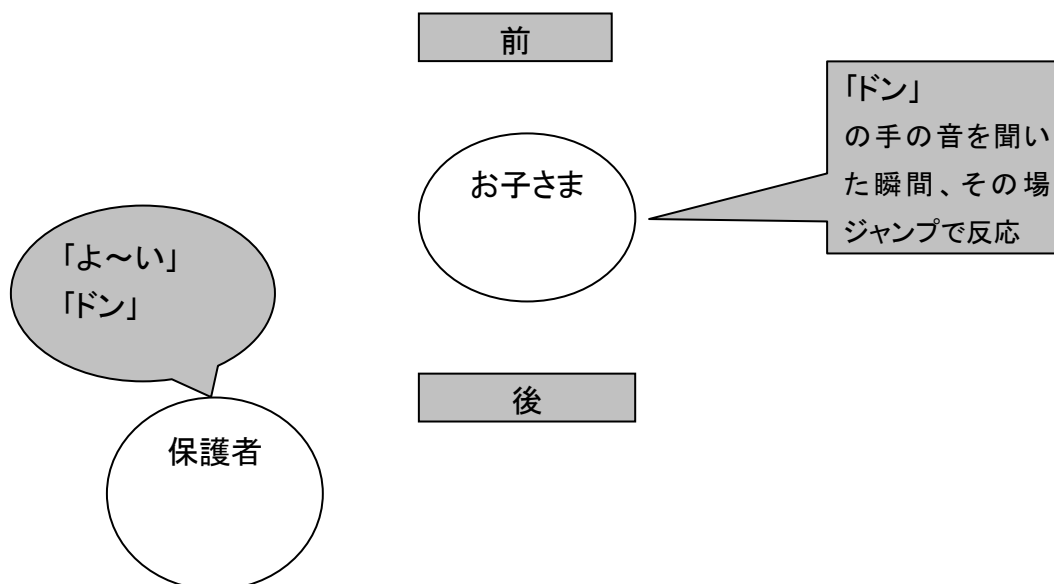 前
「ドン」
の手の音を聞い
た瞬間、その場
ジャンプで反応
お子さま
「よ～い」
「ドン」
後
保護者